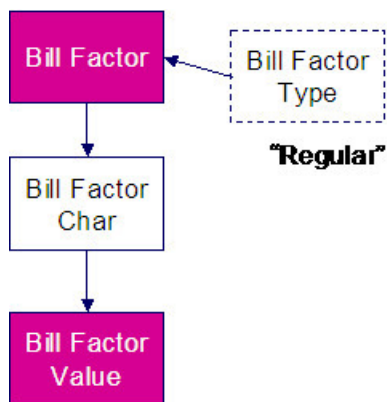 Bill Factor
Bill Factor
Type
“Regular”
Bill Factor
Char
Bill Factor
Value